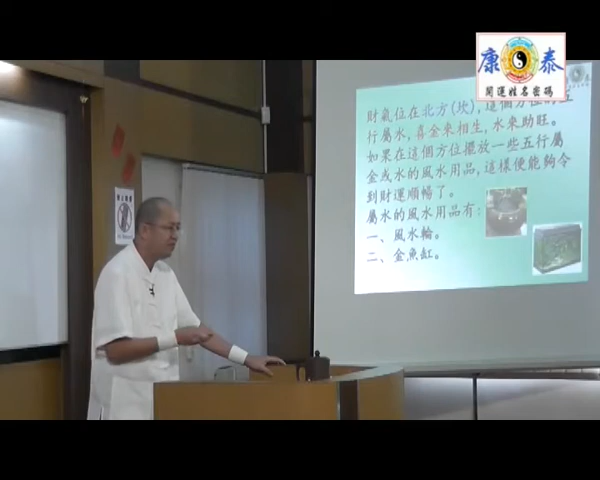 康 泰
開運姓名密碼
財氣位在北方(坎),這個方位的五
行屬水,喜金來相生,水來助旺。
如果在這個方位擺放一些五行屬
金或水的風水用品,這樣便能夠令
到財運順暢了。
屬水的風水用品有:
一、風水輪。
二、金魚缸。